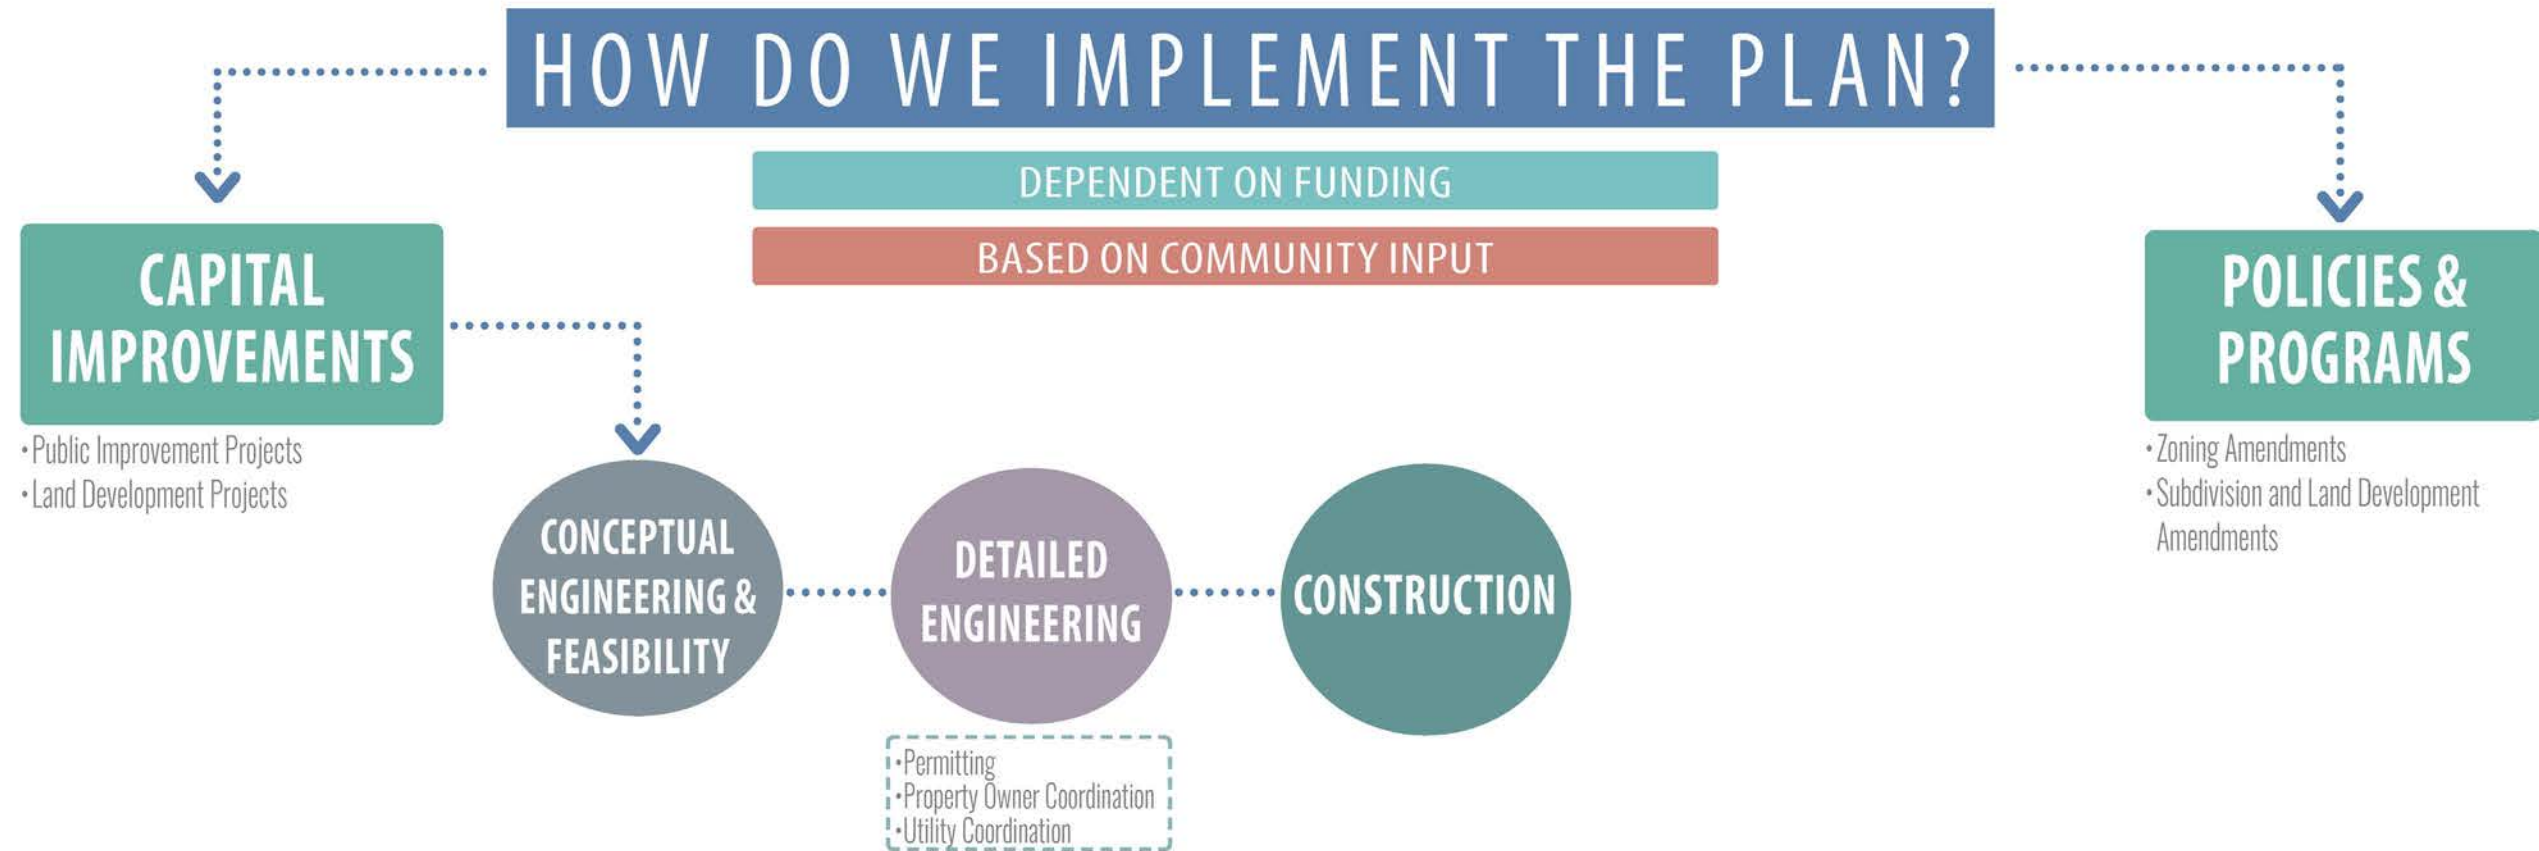 HOW DO WE IMPLEMENT THE PLAN?
DEPENDENT ON FUNDING
BASED ON COMMUNITY INPUT
CAPITAL
IMPROVEMENTS
•Public Improvement Projects
•Land Development Projects
CONCEPTUAL
ENGINEERING &
FEASIBILITY
DETAILED
ENGINEERING
•Permitting
•Property Owner Coordination
•Utility Coordination
CONSTRUCTION
POLICIES &
PROGRAMS
•Zoning Amendments
•Subdivision and Land Development
Amendments